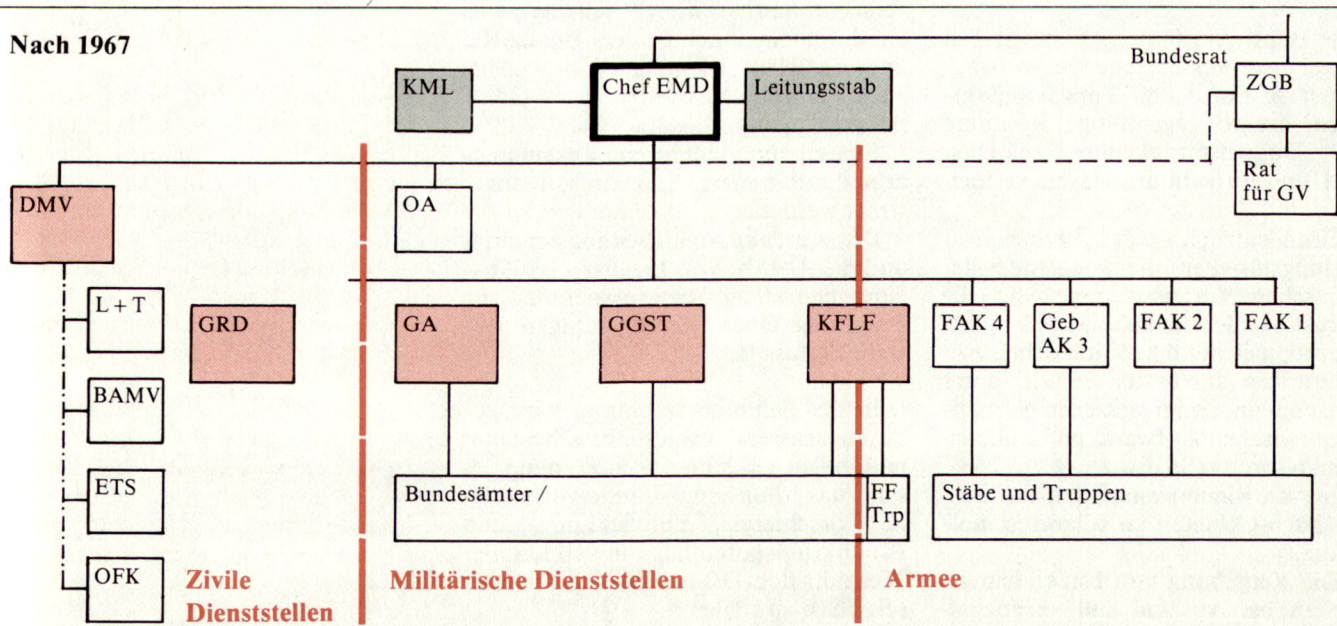 Nach 1967
Bundesrat
KML
Chef EMD
Leitungsstab
ZGB
DMV
OA
Rat
für GV
L + T
GRD
GA
GGST
KFLF
FAK 4
Geb
AK 3
FAK 2
FAK 1
BAMV
ETS
Bundesämter /
FF
Trp
Stäbe und Truppen
OFK
Zivile
Dienststellen
Militärische Dienststellen
Armee